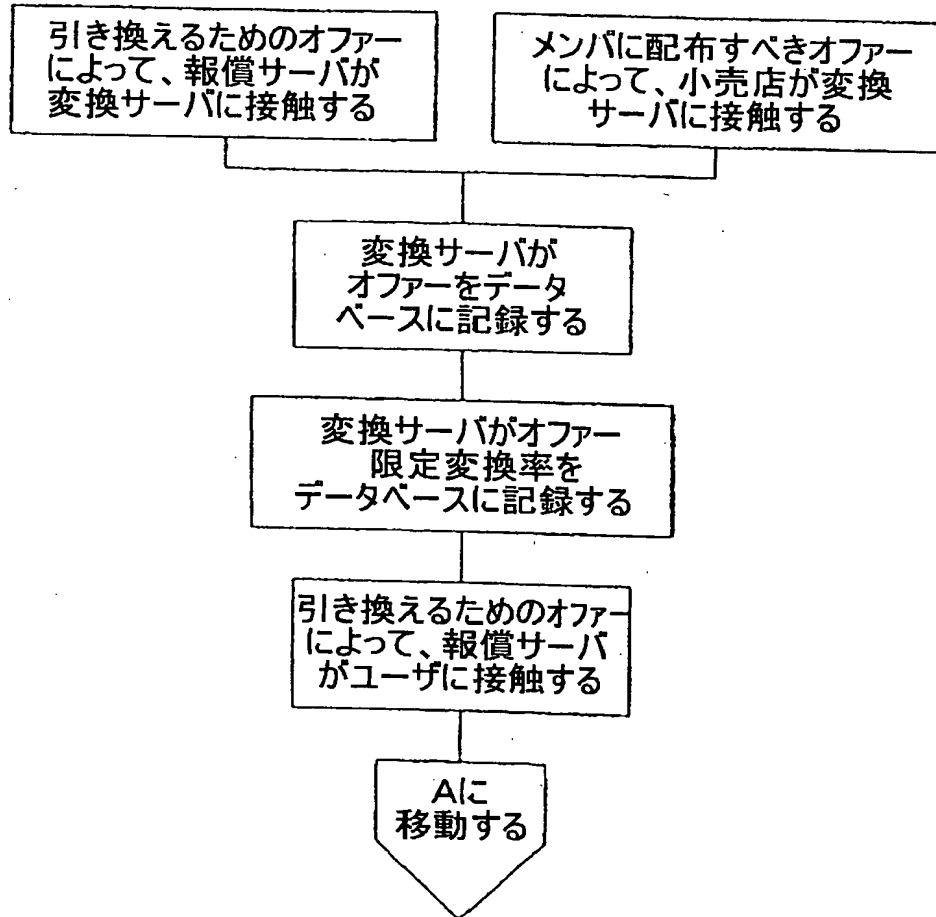 引き換えるためのオファー
によって、報償サーバが
変換サーバに接触する
メンバに配布すべきオファー
によって、小売店が変換
サーバに接触する
変換サーバが
オファーをデータ
ベースに記録する
変換サーバがオファー
限定変換率を
データベースに記録する
引き換えるためのオファー
によって、報償サーバ
がユーザに接触する
Aに
移動する